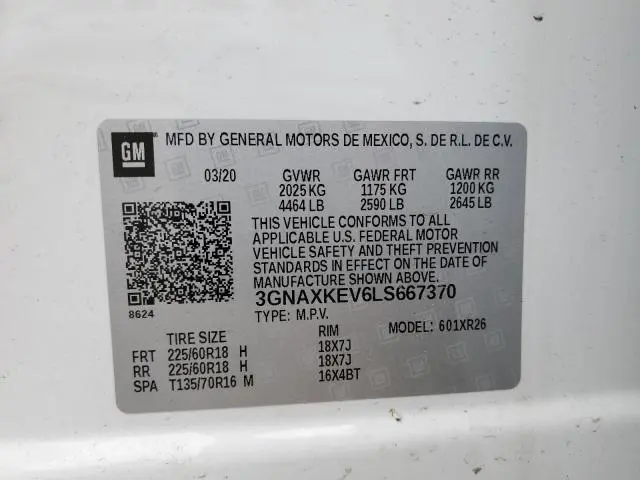 GM MFD BY GENERAL MOTORS DE MEXICO, S. DE R.L. DE C.V.
03/20 GVWR GAWR FRT GAWR RR
2025 KG 1175 KG 1200 KG
4464 LB 2590 LB 2645 LB
THIS VEHICLE CONFORMS TO ALL
APPLICABLE U.S. FEDERAL MOTOR
VEHICLE SAFETY AND THEFT PREVENTION
STANDARDS IN EFFECT ON THE DATE OF
MANUFACTURE SHOWN ABOVE.
3GNAXKEV6LS667370
8624
TYPE: M.P.V. MODEL: 601XR26
TIRE SIZE RIM
FRT 225/60R18 H 18X7J
RR 225/60R18 H 18X7J
SPA T135/70R16 M 16X4BT